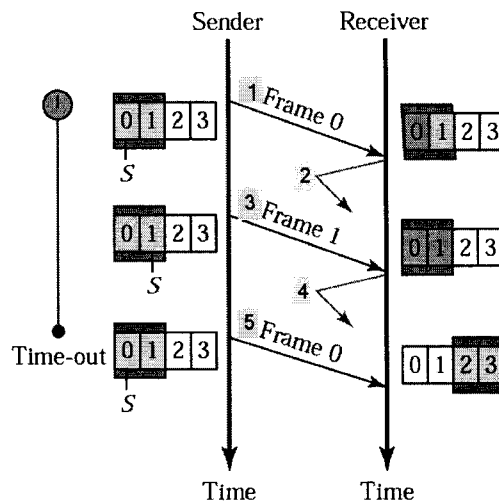 Sender Receiver
1 Frame 0
0 1 2 3
0 1 2 3
S
2
3 Frame 1
0 1 2 3
0 1 2 3
S
4
5 Frame 0
Time-out
0 1 2 3
0 1 2 3
S
Time Time